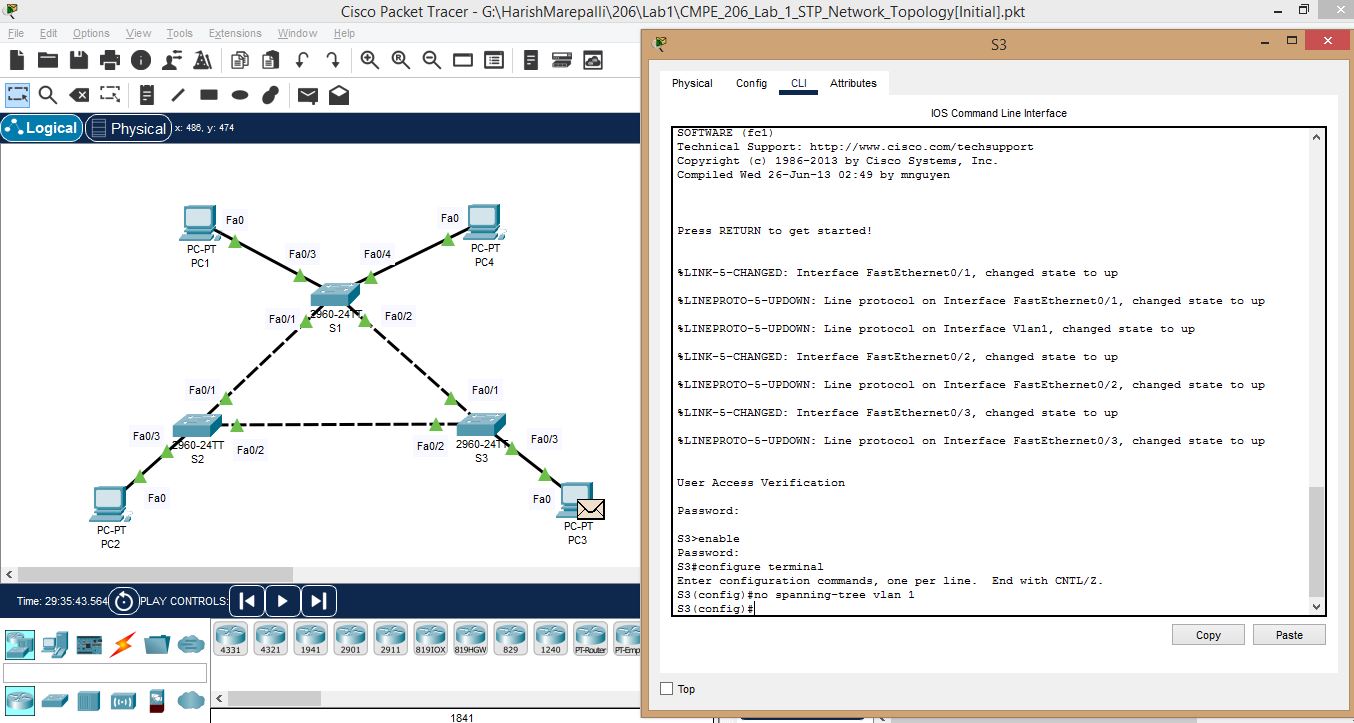 Cisco Packet Tracer - G:\HarishMarepalli\206\Lab1\CMPE_206_Lab_1_STP_Network_Topology[Initial].pkt
File Edit Options View Tools Extensions Window Help
Logical Physical x: 486, y: 474
Fa0
PC-PT
PC1
Fa0
PC-PT
PC4
Fa0/3
Fa0/4
2960-24TT
S1
Fa0/1
Fa0/2
Fa0/1
Fa0/1
2960-24TT
S2
Fa0/3
Fa0/2
Fa0/2
2960-24TT
S3
Fa0/3
Fa0
PC-PT
PC2
Fa0
PC-PT
PC3
Time: 29:35:43.564 PLAY CONTROLS:
4331 4321 1941 2901 2911 819IOX 819HGW 829 1240 PT-Router PT-Emp
1841
S3
Physical Config CLI Attributes
IOS Command Line Interface
SOFTWARE (fc1)
Technical Support: http://www.cisco.com/techsupport
Copyright (c) 1986-2013 by Cisco Systems, Inc.
Compiled Wed 26-Jun-13 02:49 by mnguyen
Press RETURN to get started!
%LINK-5-CHANGED: Interface FastEthernet0/1, changed state to up
%LINEPROTO-5-UPDOWN: Line protocol on Interface FastEthernet0/1, changed state to up
%LINEPROTO-5-UPDOWN: Line protocol on Interface Vlan1, changed state to up
%LINK-5-CHANGED: Interface FastEthernet0/2, changed state to up
%LINEPROTO-5-UPDOWN: Line protocol on Interface FastEthernet0/2, changed state to up
%LINK-5-CHANGED: Interface FastEthernet0/3, changed state to up
%LINEPROTO-5-UPDOWN: Line protocol on Interface FastEthernet0/3, changed state to up
User Access Verification
Password:
S3>enable
Password:
S3#configure terminal
Enter configuration commands, one per line.  End with CNTL/Z.
S3(config)#no spanning-tree vlan 1
S3(config)#
Copy Paste
Top